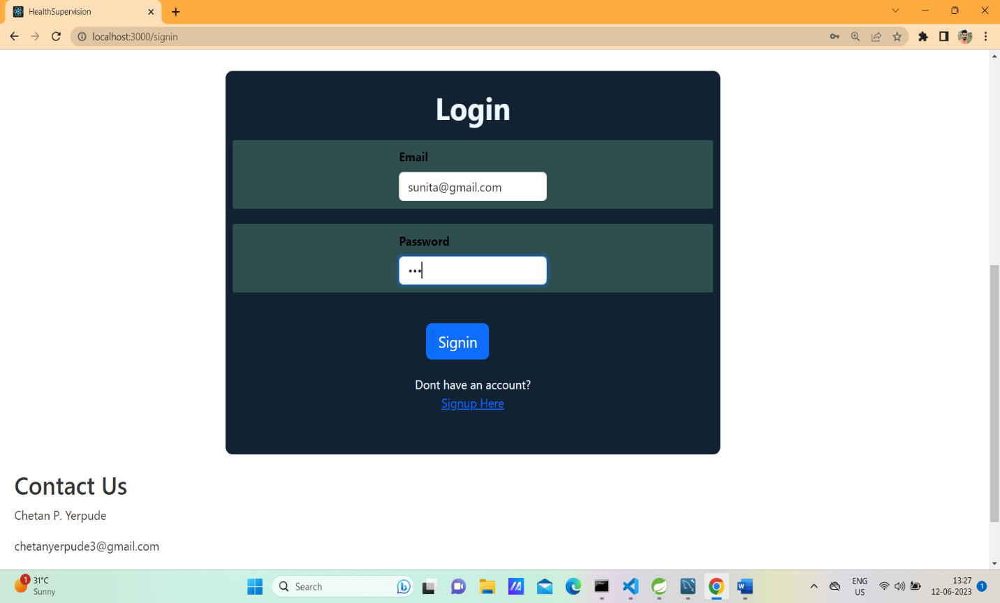 HealthSupervision
localhost:3000/signin
Login
Email
sunita@gmail.com
Password
Signin
Dont have an account?
Signup Here
Contact Us
Chetan P. Yerpude
chetanyerpude3@gmail.com
1
31°C
Sunny
Search
ENG
US
13:27
12-06-2023
1